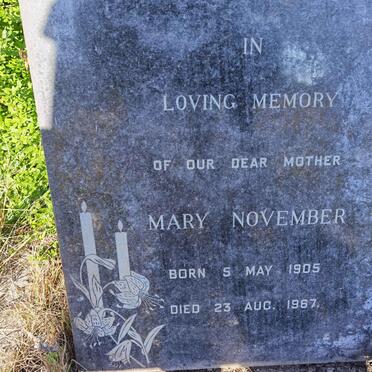 IN
LOVING MEMORY
OF OUR DEAR MOTHER
MARY NOVEMBER
BORN 5 MAY 1905
DIED 23 AUG. 1967.